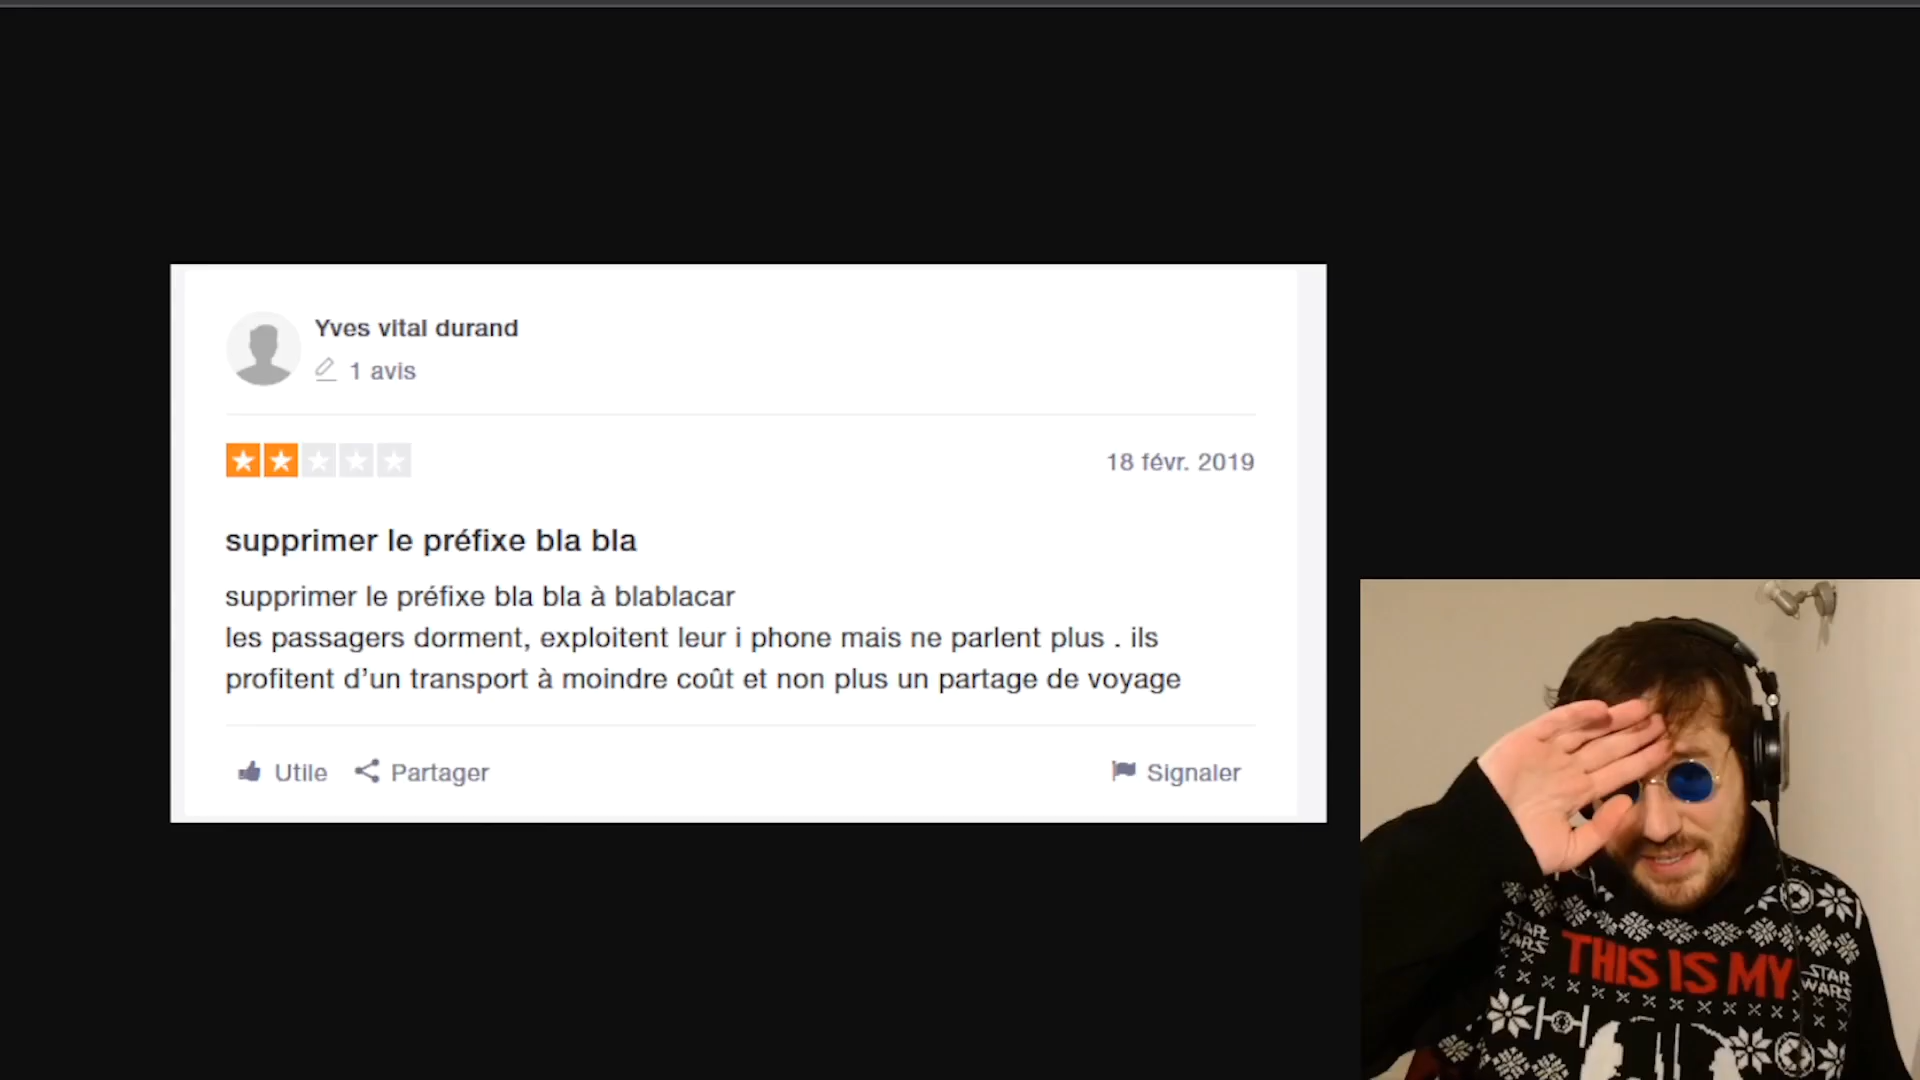 Yves vital durand
1 avis
18 févr. 2019
supprimer le préfixe bla bla
supprimer le préfixe bla bla à blablacar
les passagers dorment, exploitent leur i phone mais ne parlent plus . ils
profitent d’un transport à moindre coût et non plus un partage de voyage
Utile Partager Signaler
STAR WARS
THIS IS MY
STAR WARS